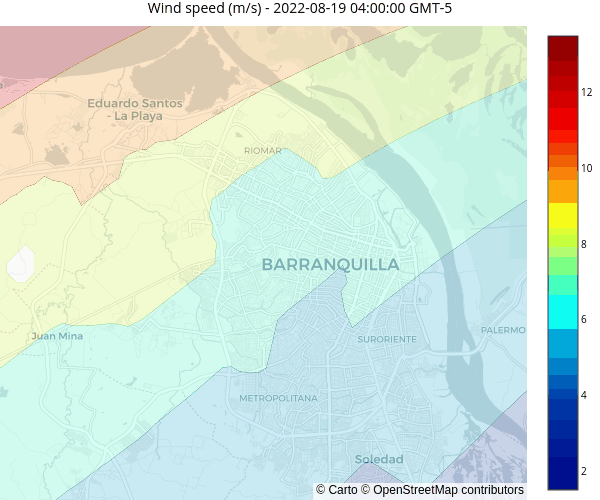 Wind speed (m/s) - 2022-08-19 04:00:00 GMT-5
Eduardo Santos
- La Playa
RIOMAR
BARRANQUILLA
Juan Mina
SURORIENTE
PALERMO
METROPOLITANA
Soledad
© Carto © OpenStreetMap contributors
12
10
8
6
4
2